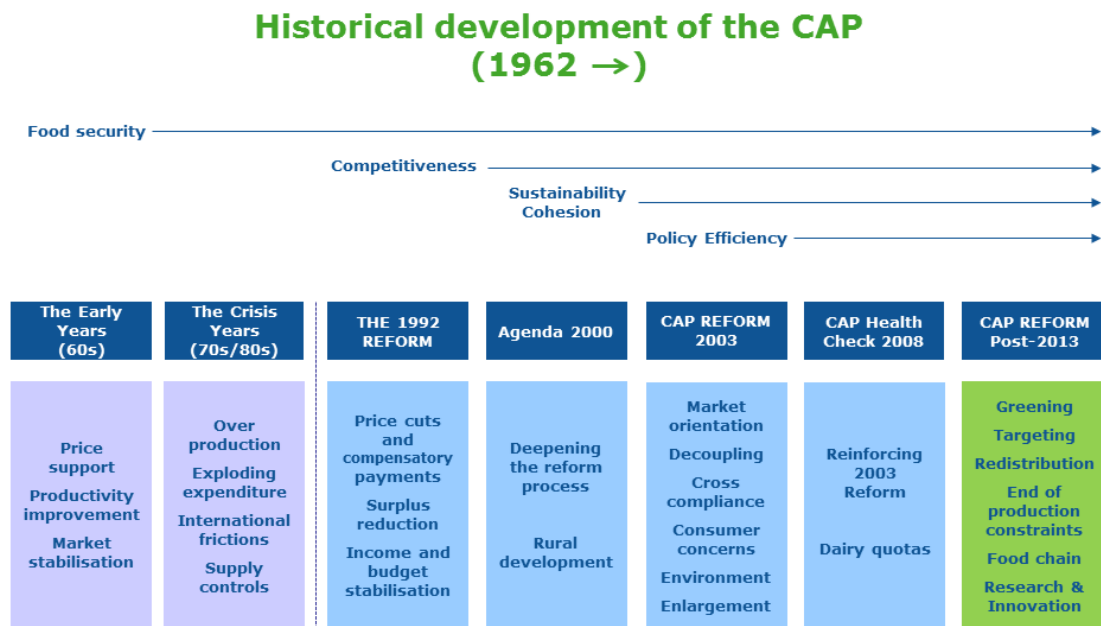 Historical development of the CAP
(1962 →)
Food security
Competitiveness
Sustainability
Cohesion
Policy Efficiency
The Early
Years
(60s)
The Crisis
Years
(70s/80s)
THE 1992
REFORM
Agenda 2000
CAP REFORM
2003
CAP Health
Check 2008
CAP REFORM
Post-2013
Price
support
Productivity
improvement
Market
stabilisation
Over
production
Exploding
expenditure
International
frictions
Supply
controls
Price cuts
and
compensatory
payments
Surplus
reduction
Income and
budget
stabilisation
Deepening
the reform
process
Rural
development
Market
orientation
Decoupling
Cross
compliance
Consumer
concerns
Environment
Enlargement
Reinforcing
2003
Reform
Dairy quotas
Greening
Targeting
Redistribution
End of
production
constraints
Food chain
Research &
Innovation